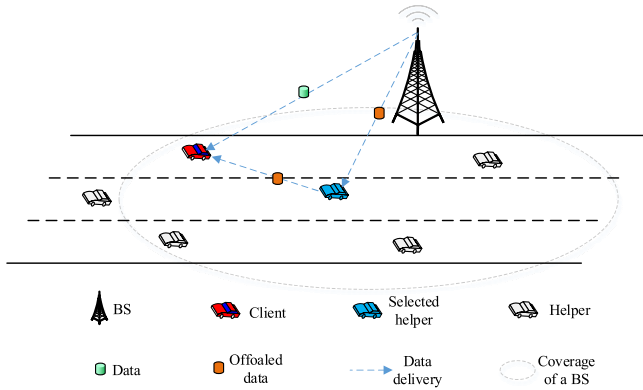 BS
Client
Selected
helper
Helper
Data
Offoaled
data
Data
delivery
Coverage
of a BS